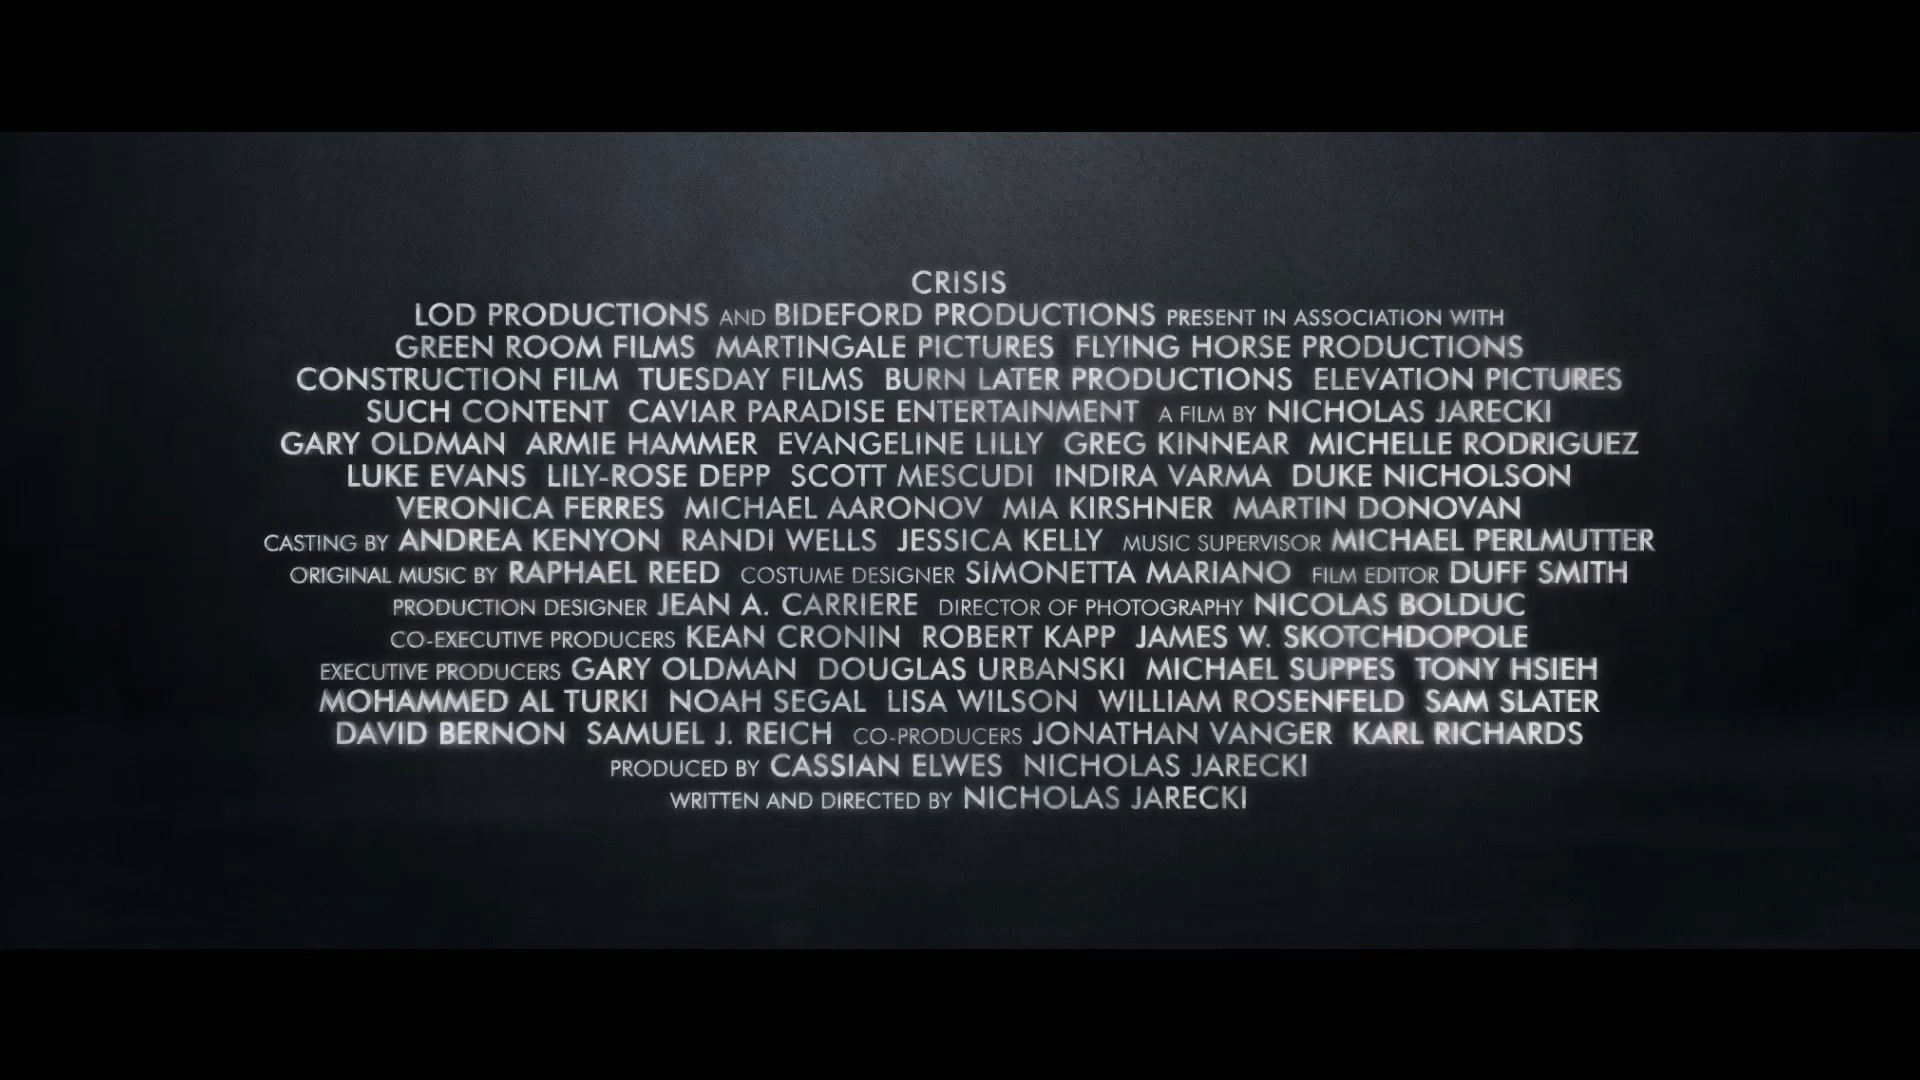 CRISIS
LOD PRODUCTIONS AND BIDEFORD PRODUCTIONS PRESENT IN ASSOCIATION WITH
GREEN ROOM FILMS MARTINGALE PICTURES FLYING HORSE PRODUCTIONS
CONSTRUCTION FILM TUESDAY FILMS BURN LATER PRODUCTIONS ELEVATION PICTURES
SUCH CONTENT CAVIAR PARADISE ENTERTAINMENT A FILM BY NICHOLAS JARECKI
GARY OLDMAN ARMIE HAMMER EVANGELINE LILLY GREG KINNEAR MICHELLE RODRIGUEZ
LUKE EVANS LILY-ROSE DEPP SCOTT MESCUDI INDIRA VARMA DUKE NICHOLSON
VERONICA FERRES MICHAEL AARONOV MIA KIRSHNER MARTIN DONOVAN
CASTING BY ANDREA KENYON RANDI WELLS JESSICA KELLY MUSIC SUPERVISOR MICHAEL PERLMUTTER
ORIGINAL MUSIC BY RAPHAEL REED COSTUME DESIGNER SIMONETTA MARIANO FILM EDITOR DUFF SMITH
PRODUCTION DESIGNER JEAN A. CARRIERE DIRECTOR OF PHOTOGRAPHY NICOLAS BOLDUC
CO-EXECUTIVE PRODUCERS KEAN CRONIN ROBERT KAPP JAMES W. SKOTCHDOPOLE
EXECUTIVE PRODUCERS GARY OLDMAN DOUGLAS URBANSKI MICHAEL SUPPES TONY HSIEH
MOHAMMED AL TURKI NOAH SEGAL LISA WILSON WILLIAM ROSENFELD SAM SLATER
DAVID BERNON SAMUEL J. REICH CO-PRODUCERS JONATHAN VANGER KARL RICHARDS
PRODUCED BY CASSIAN ELWES NICHOLAS JARECKI
WRITTEN AND DIRECTED BY NICHOLAS JARECKI